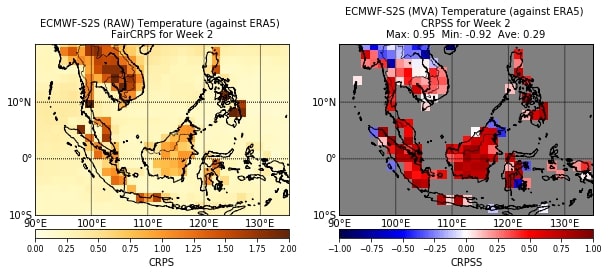 ECMWF-S2S (RAW) Temperature (against ERA5)
FairCRPS for Week 2
10°N
0°
10°S
90°E 100°E 110°E 120°E 130°E
0.00 0.25 0.50 0.75 1.00 1.25 1.50 1.75 2.00
CRPS
ECMWF-S2S (MVA) Temperature (against ERA5)
CRPSS for Week 2
Max: 0.95 Min: -0.92 Ave: 0.29
10°N
0°
10°S
90°E 100°E 110°E 120°E 130°E
−1.00 −0.75 −0.50 −0.25 0.00 0.25 0.50 0.75 1.00
CRPSS